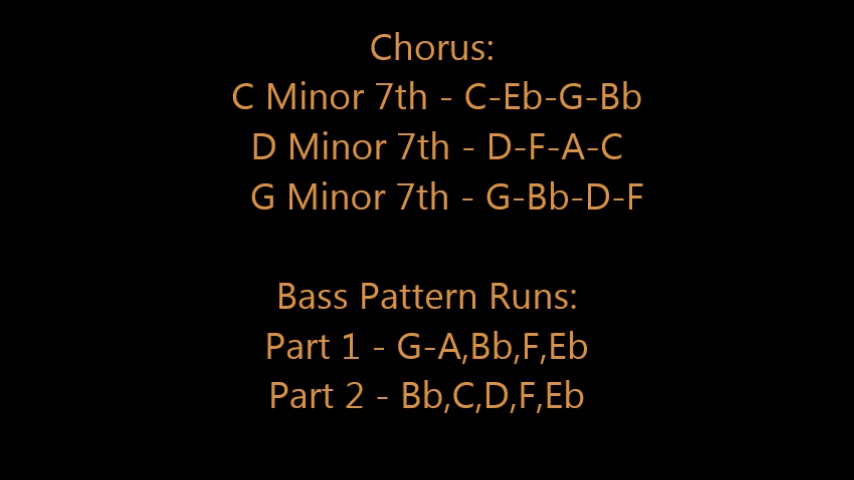 Chorus:
C Minor 7th - C-Eb-G-Bb
D Minor 7th - D-F-A-C
G Minor 7th - G-Bb-D-F
Bass Pattern Runs:
Part 1 - G-A,Bb,F,Eb
Part 2 - Bb,C,D,F,Eb